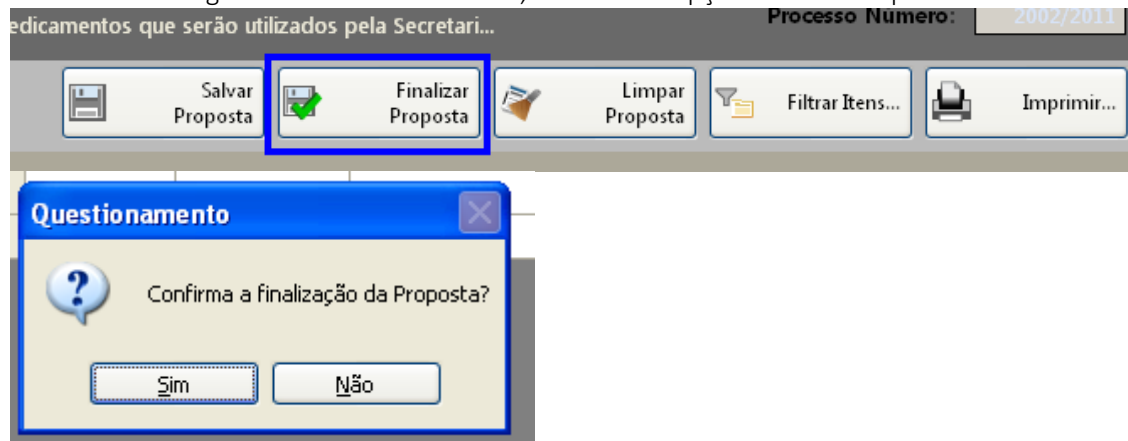 edicamentos que serão utilizados pela Secretari... Processo Número: 2002/2011
Salvar Proposta
Finalizar Proposta
Limpar Proposta
Filtrar Itens...
Imprimir...
Questionamento
Confirma a finalização da Proposta?
Sim
Não